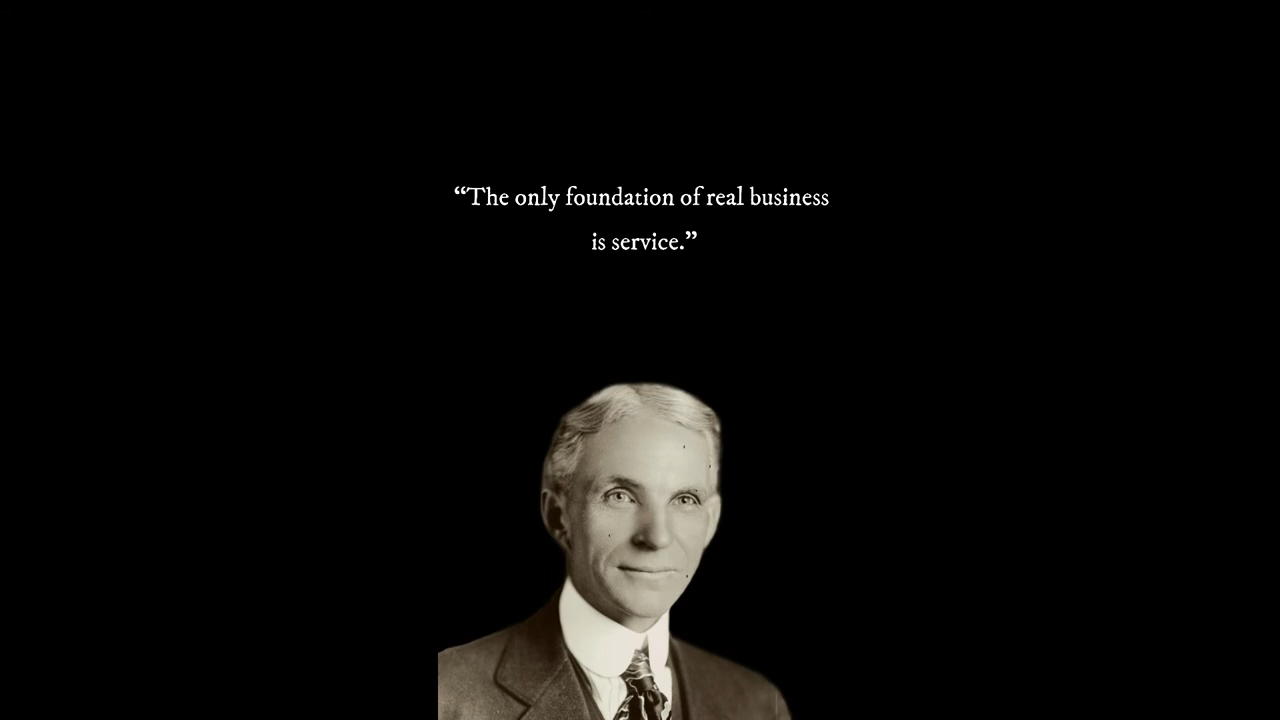 “The only foundation of real business
is service.”